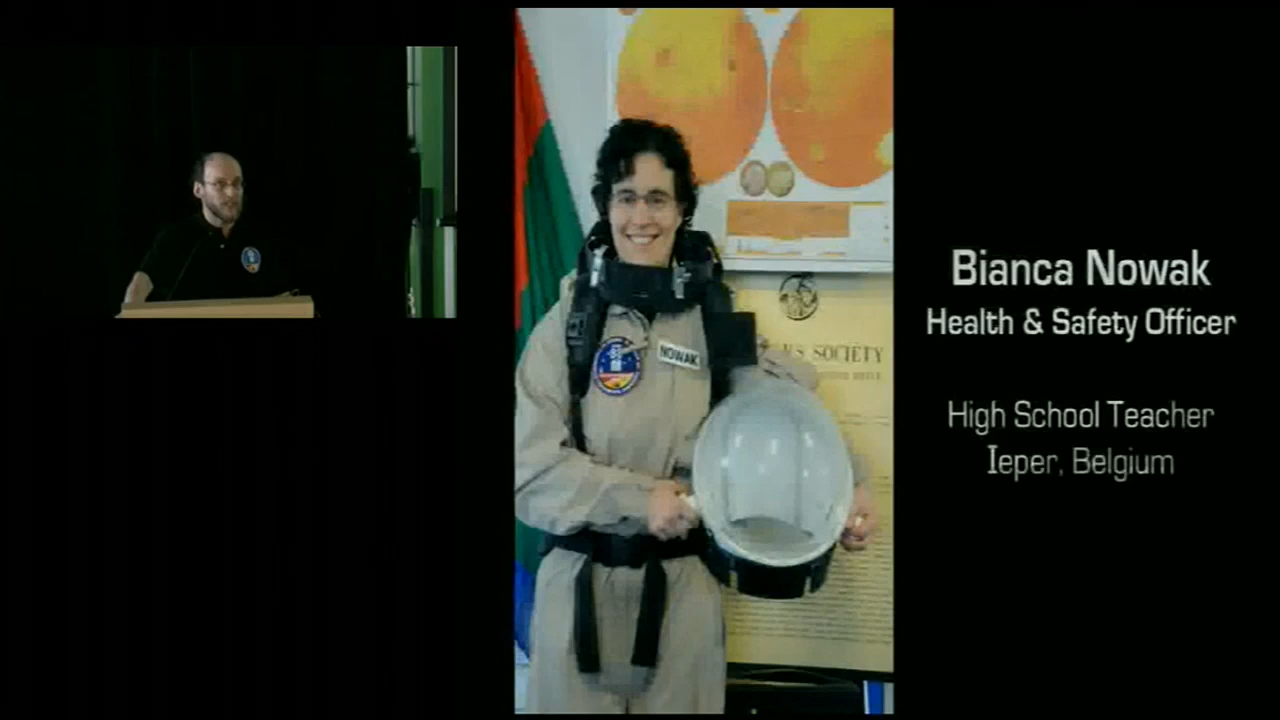 Bianca Nowak
Health & Safety Officer
High School Teacher
Ieper, Belgium
NOWAK
SOCIETY